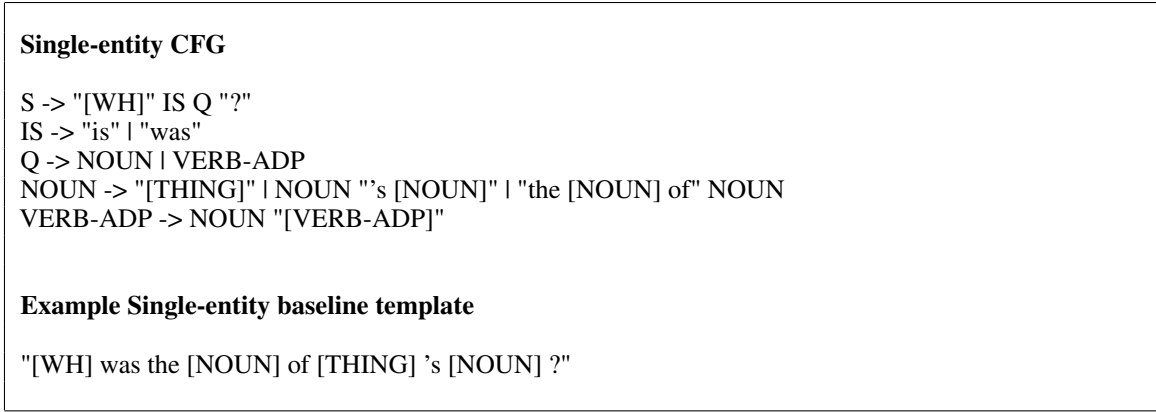 Single-entity CFG
S -> "[WH]" IS Q "?"
IS -> "is" | "was"
Q -> NOUN | VERB-ADP
NOUN -> "[THING]" | NOUN "'s [NOUN]" | "the [NOUN] of" NOUN
VERB-ADP -> NOUN "[VERB-ADP]"
Example Single-entity baseline template
"[WH] was the [NOUN] of [THING] ’s [NOUN] ?"